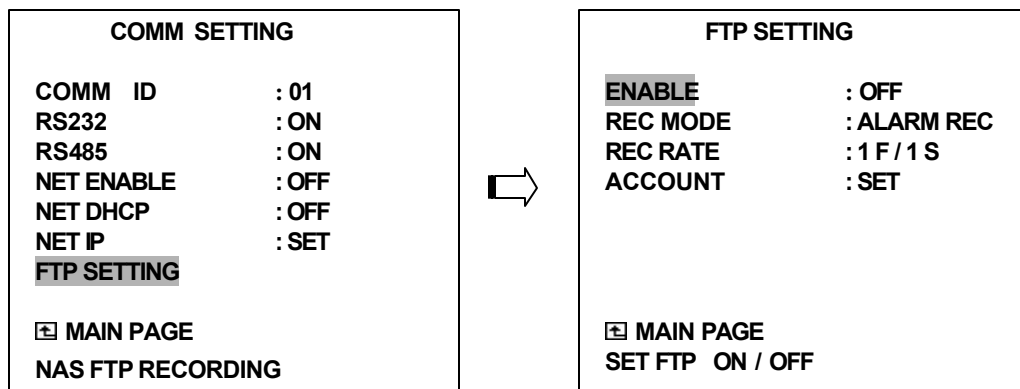 COMM SETTING
COMM ID : 01
RS232 : ON
RS485 : ON
NET ENABLE : OFF
NET DHCP : OFF
NET IP : SET
FTP SETTING
MAIN PAGE
NAS FTP RECORDING
FTP SETTING
ENABLE : OFF
REC MODE : ALARM REC
REC RATE : 1 F / 1 S
ACCOUNT : SET
MAIN PAGE
SET FTP ON / OFF